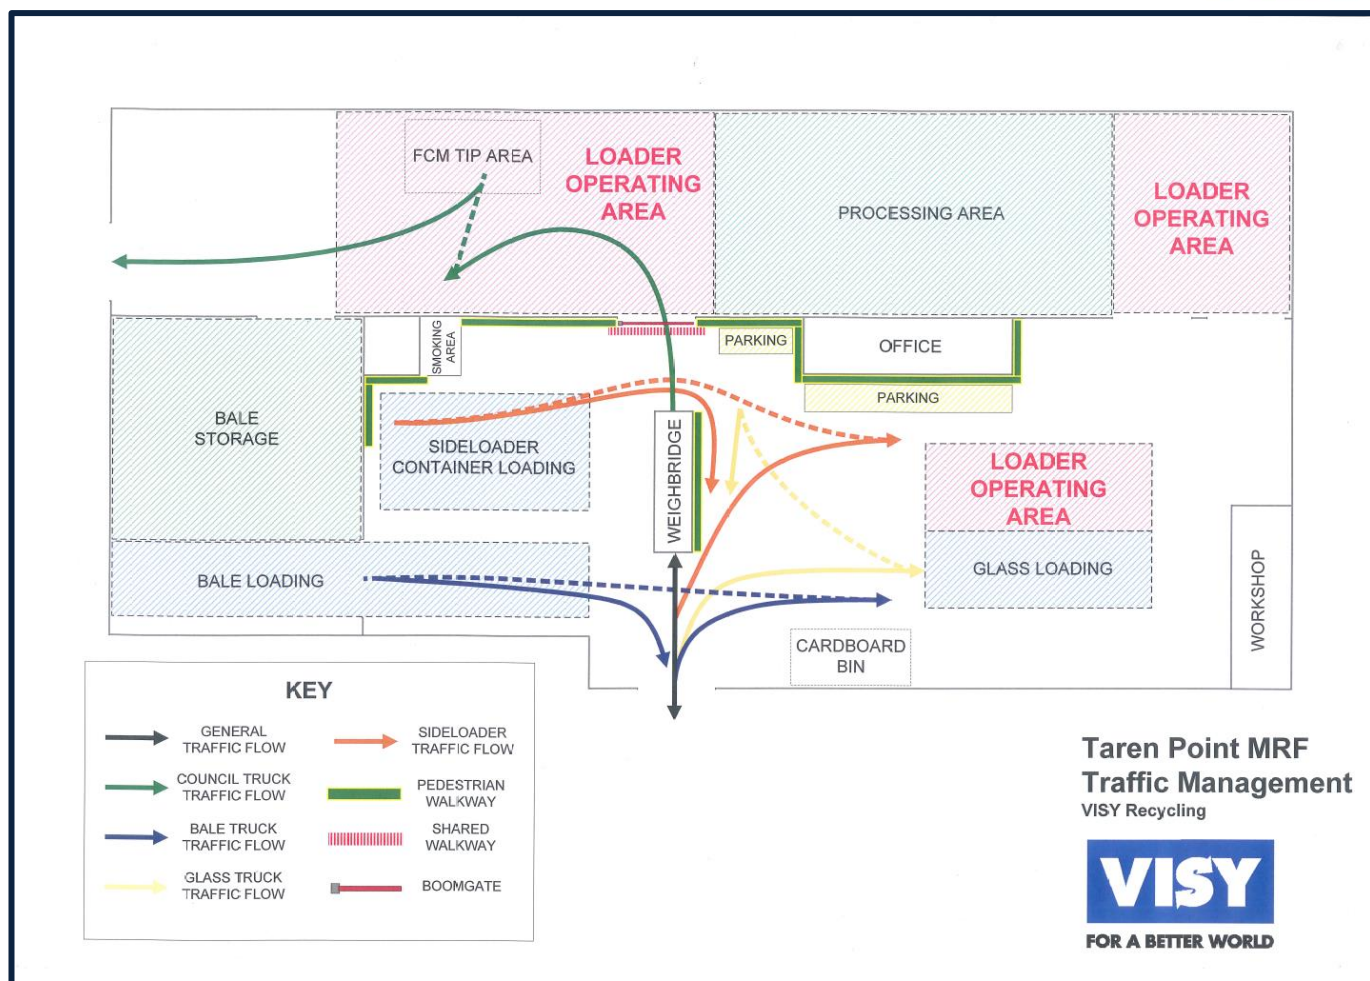 FCM TIP AREA
LOADER
OPERATING
AREA
PROCESSING AREA
LOADER
OPERATING
AREA
SMOKING
AREA
PARKING
OFFICE
PARKING
BALE
STORAGE
SIDELOADER
CONTAINER LOADING
WEIGHBRIDGE
LOADER
OPERATING
AREA
BALE LOADING
GLASS LOADING
WORKSHOP
CARDBOARD
BIN
KEY
GENERAL
TRAFFIC FLOW
SIDELOADER
TRAFFIC FLOW
COUNCIL TRUCK
TRAFFIC FLOW
PEDESTRIAN
WALKWAY
BALE TRUCK
TRAFFIC FLOW
SHARED
WALKWAY
GLASS TRUCK
TRAFFIC FLOW
BOOMGATE
Taren Point MRF
Traffic Management
VISY Recycling
VISY
FOR A BETTER WORLD